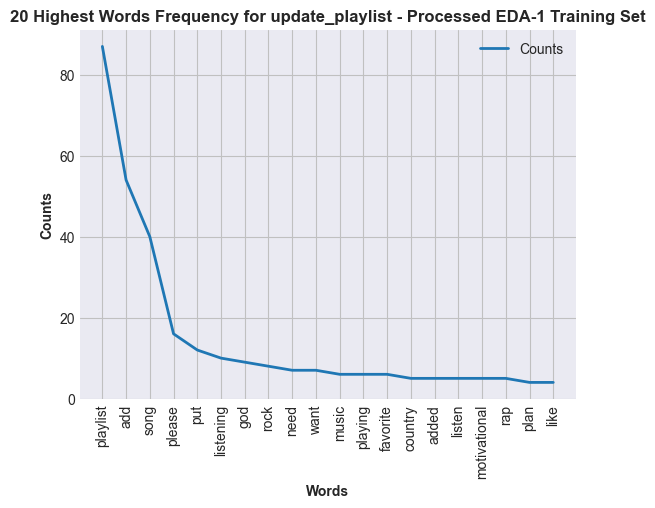 20 Highest Words Frequency for update_playlist - Processed EDA-1 Training Set
Counts
80
60
40
20
0
Counts
playlist
add
song
please
put
listening
god
rock
need
want
music
playing
favorite
country
added
listen
motivational
rap
plan
like
Words